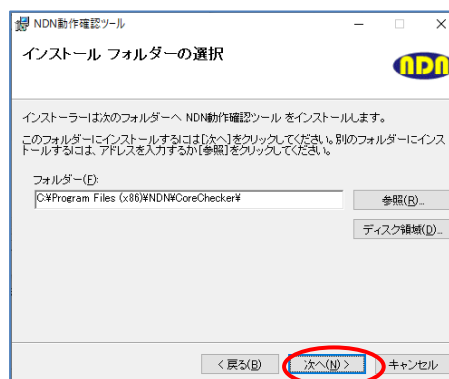 NDN動作確認ツール
インストール フォルダーの選択
NDN
インストーラーは次のフォルダーへ NDN動作確認ツール をインストールします。
このフォルダーにインストールするには[次へ]をクリックしてください。別のフォルダーにインス
トールするには、アドレスを入力するか[参照]をクリックしてください。
フォルダー(F):
C:¥Program Files (x86)¥NDN¥CoreChecker¥
参照(R)...
ディスク領域(D)...
< 戻る(B)
次へ(N) >
キャンセル